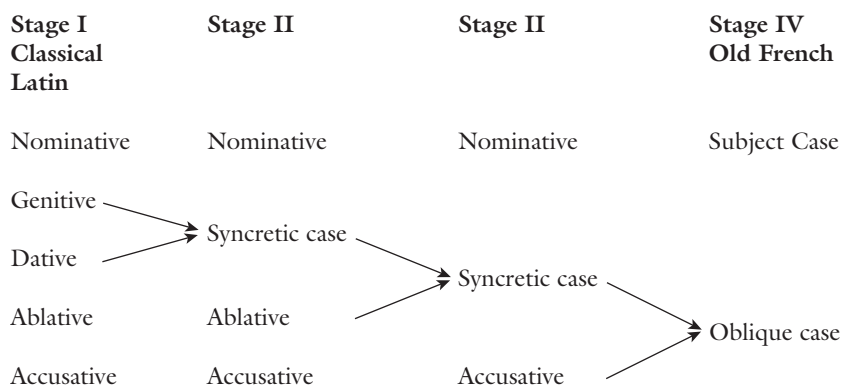 Stage I Stage II Stage II Stage IV
Classical Old French
Latin
Nominative Nominative Nominative Subject Case
Genitive
Syncretic case
Dative
Syncretic case
Ablative Ablative
Oblique case
Accusative Accusative Accusative